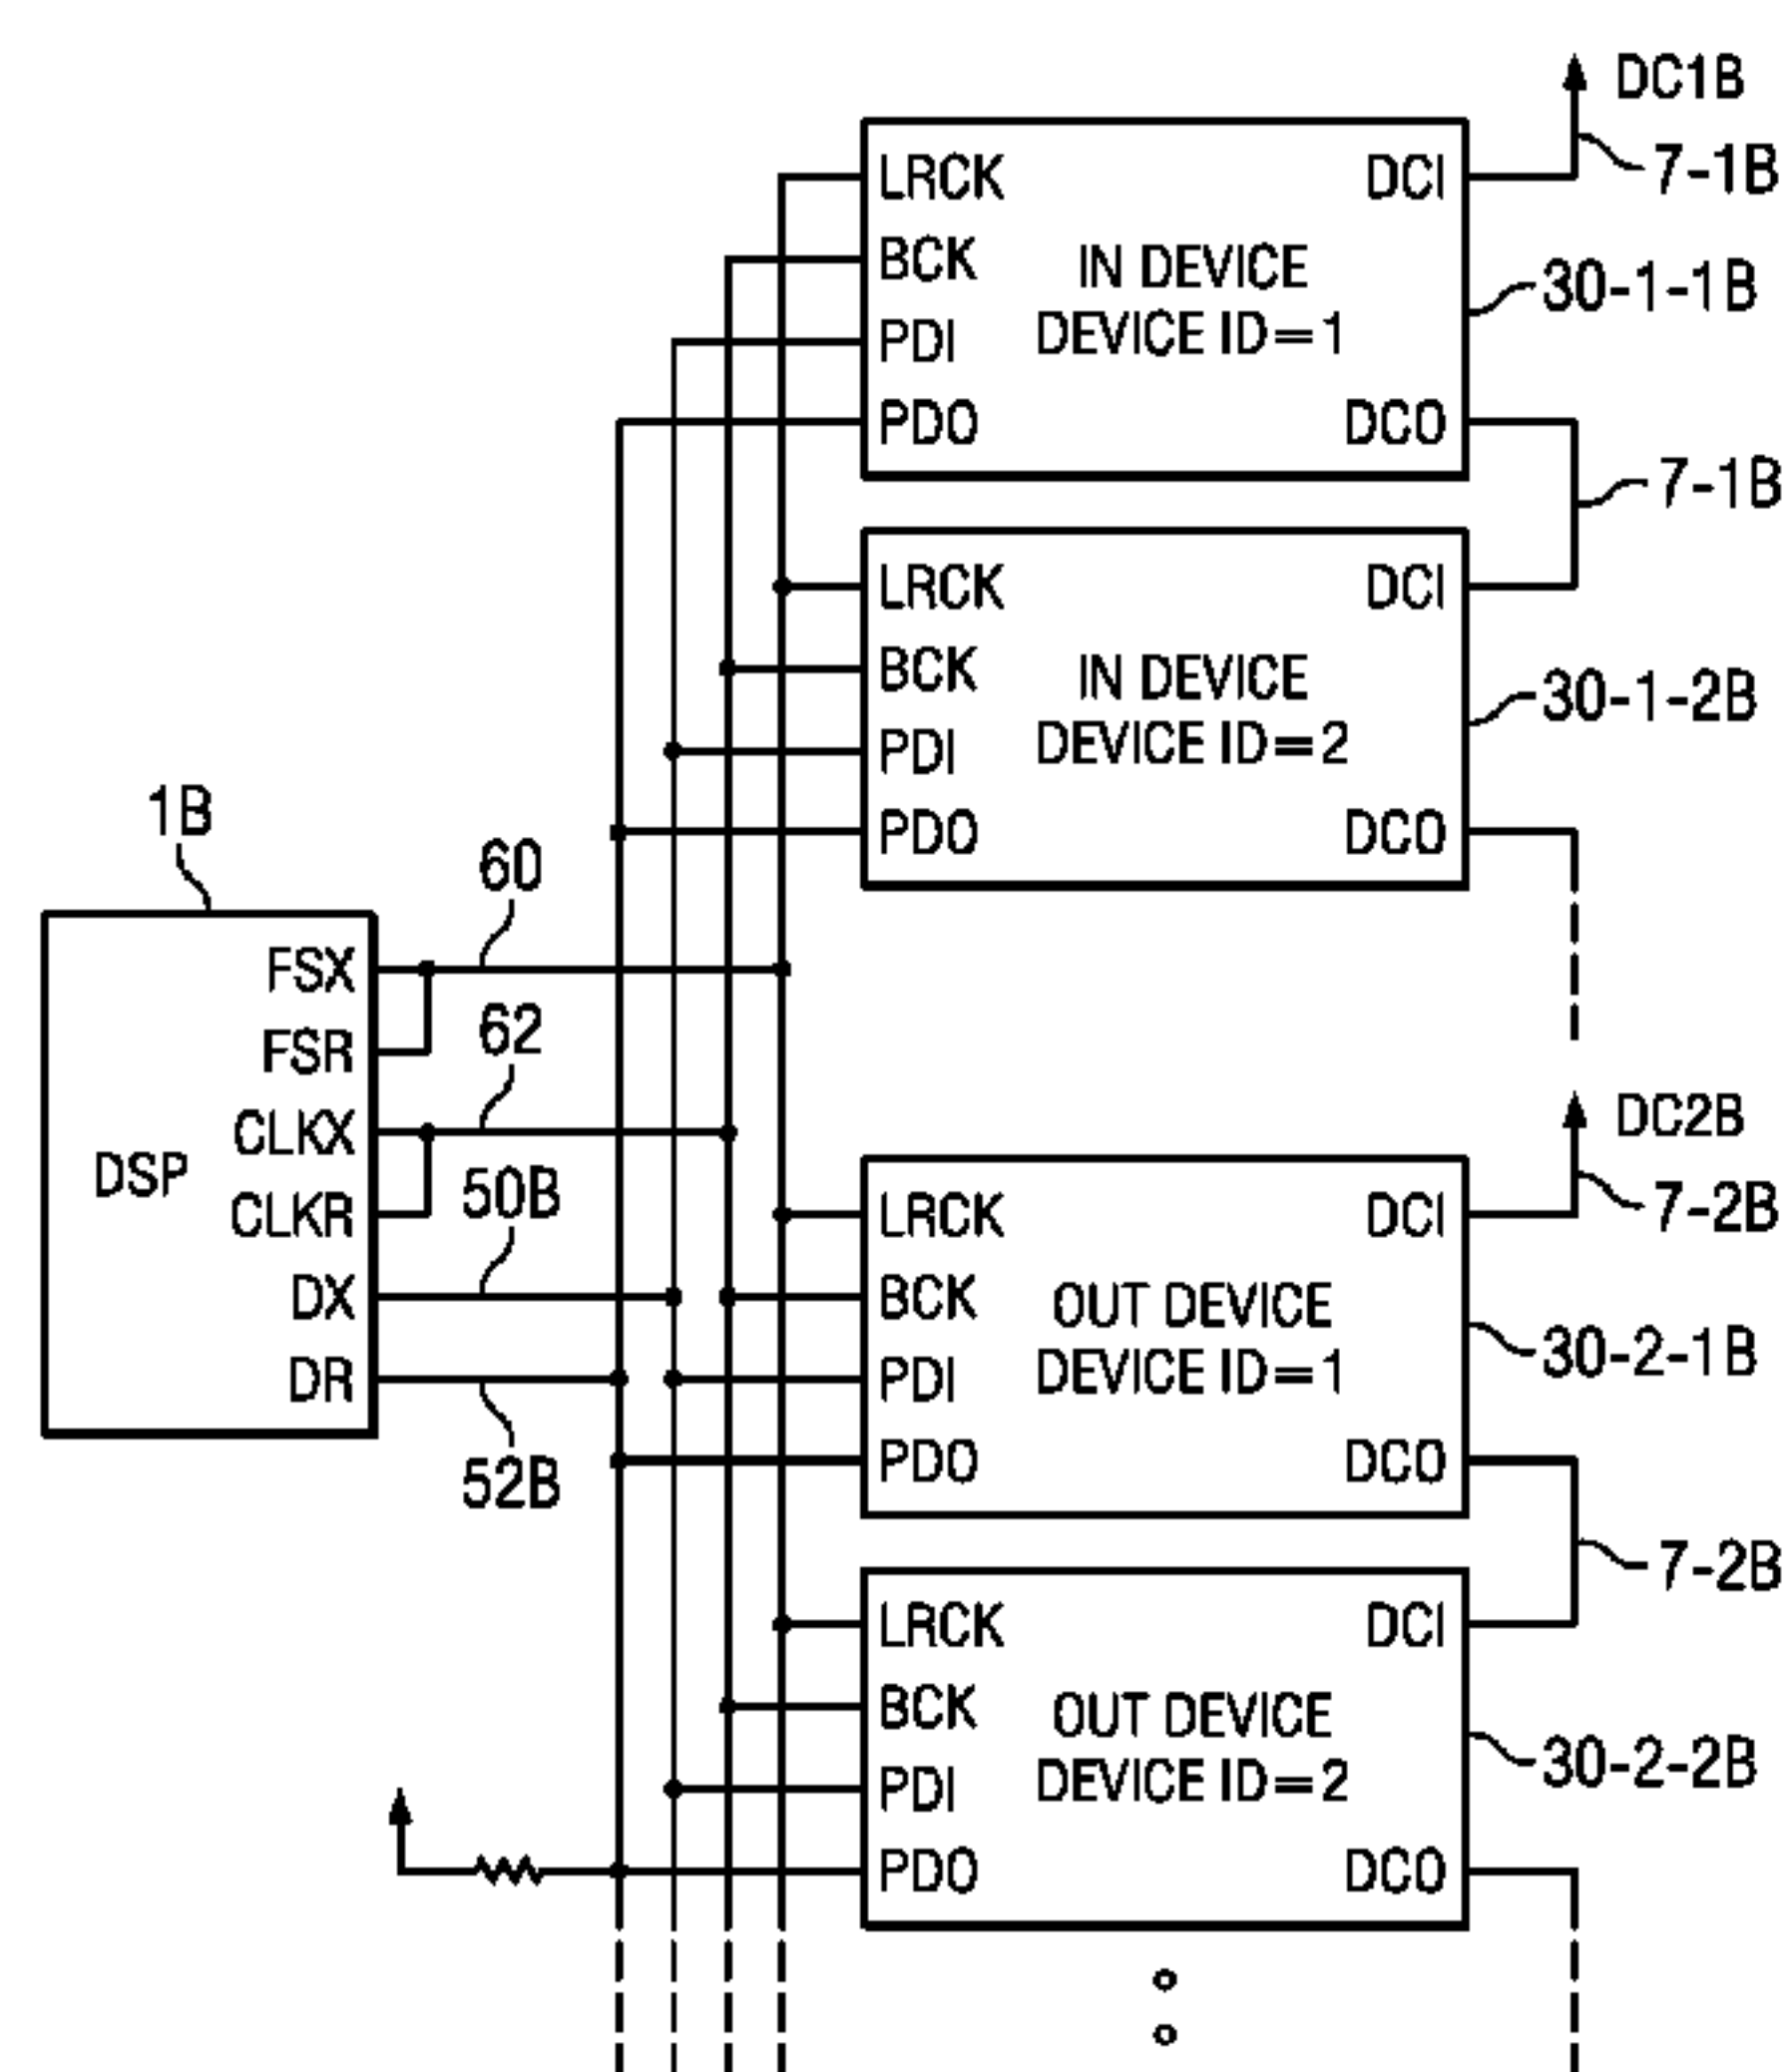 DC1B
7-1B
LRCK
DCI
BCK
IN DEVICE
DEVICE ID=1
30-1-1B
PDI
PDO
DCO
7-1B
LRCK
DCI
BCK
IN DEVICE
DEVICE ID=2
30-1-2B
PDI
PDO
DCO
1B
60
FSX
FSR
62
CLKX
DSP
CLKR
50B
DX
DR
52B
DC2B
7-2B
LRCK
DCI
BCK
OUT DEVICE
DEVICE ID=1
30-2-1B
PDI
PDO
DCO
7-2B
LRCK
DCI
BCK
OUT DEVICE
DEVICE ID=2
30-2-2B
PDI
PDO
DCO